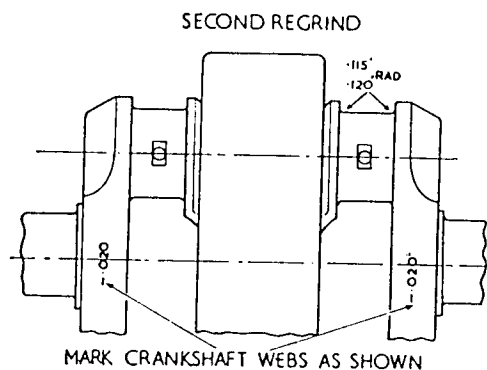 SECOND REGRIND
·115"
·120" RAD
-·020
-·020"
MARK CRANKSHAFT WEBS AS SHOWN